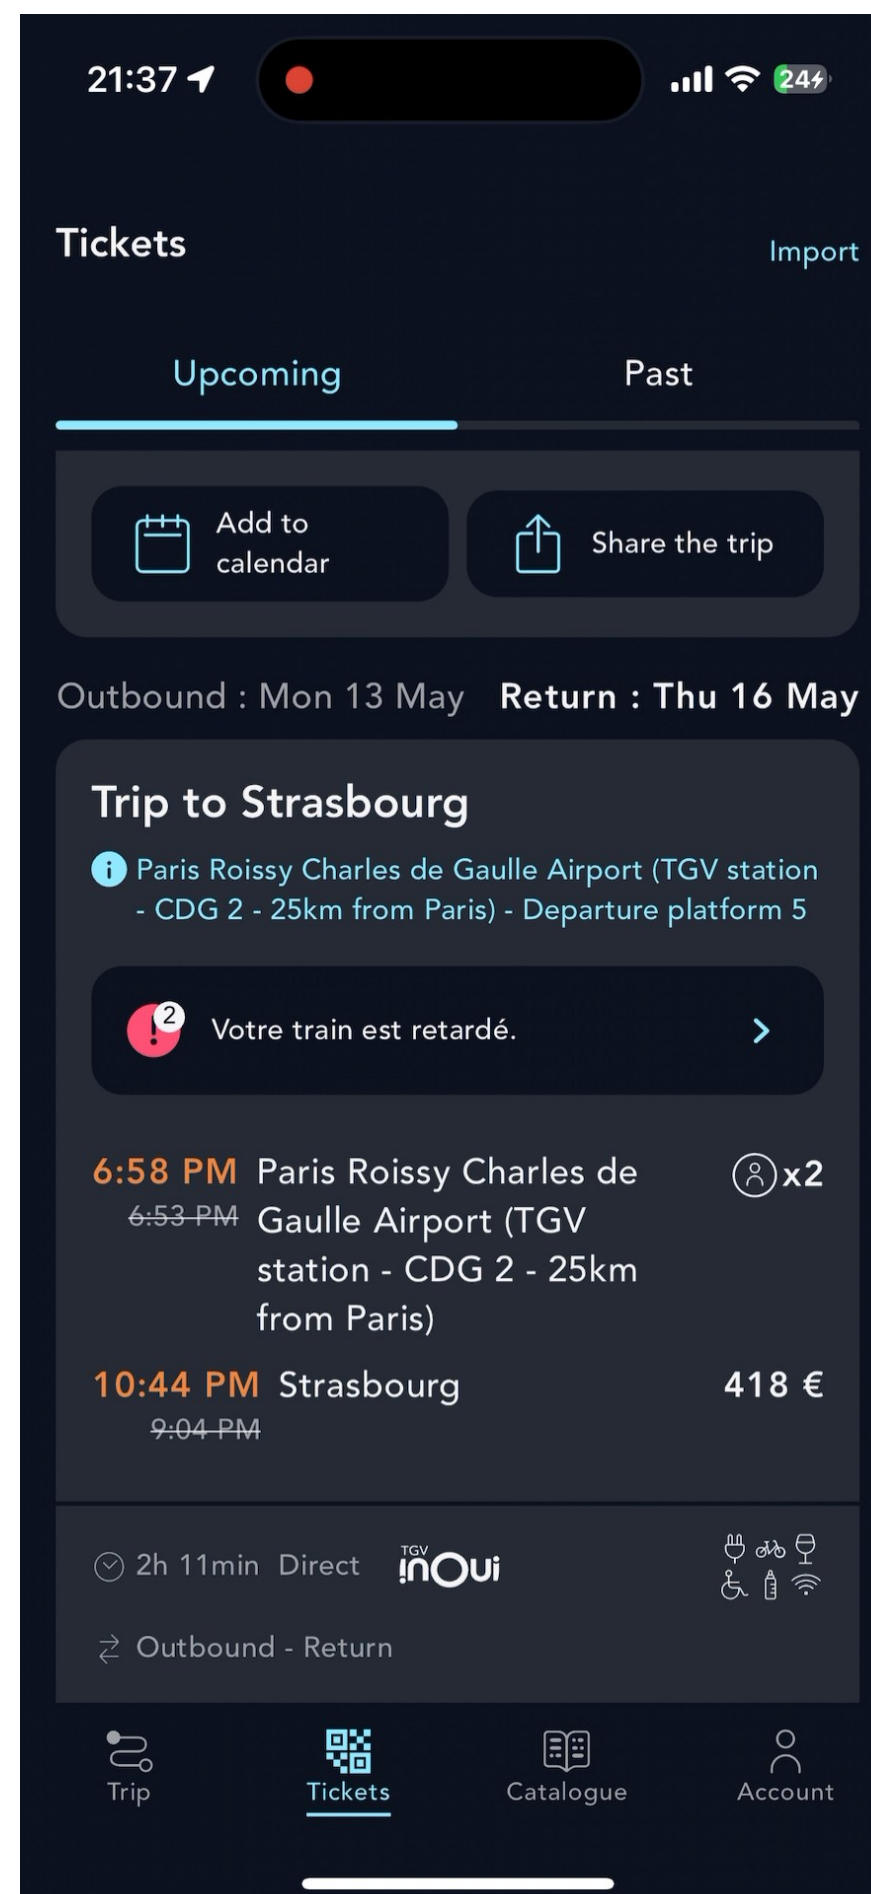 21:37
24
Tickets
Import
Upcoming
Past
Add to
calendar
Share the trip
Outbound : Mon 13 May
Return : Thu 16 May
Trip to Strasbourg
i Paris Roissy Charles de Gaulle Airport (TGV station
- CDG 2 - 25km from Paris) - Departure platform 5
! 2
Votre train est retardé.
6:58 PM
6:53 PM
Paris Roissy Charles de
Gaulle Airport (TGV
station - CDG 2 - 25km
from Paris)
x2
10:44 PM
9:04 PM
Strasbourg
418 €
2h 11min Direct
TGV
inOui
Outbound - Return
Trip
Tickets
Catalogue
Account